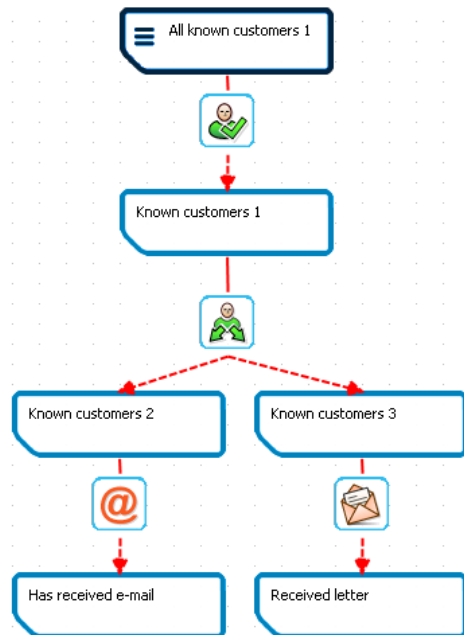 All known customers 1
Known customers 1
Known customers 2
Known customers 3
@
Has received e-mail
Received letter